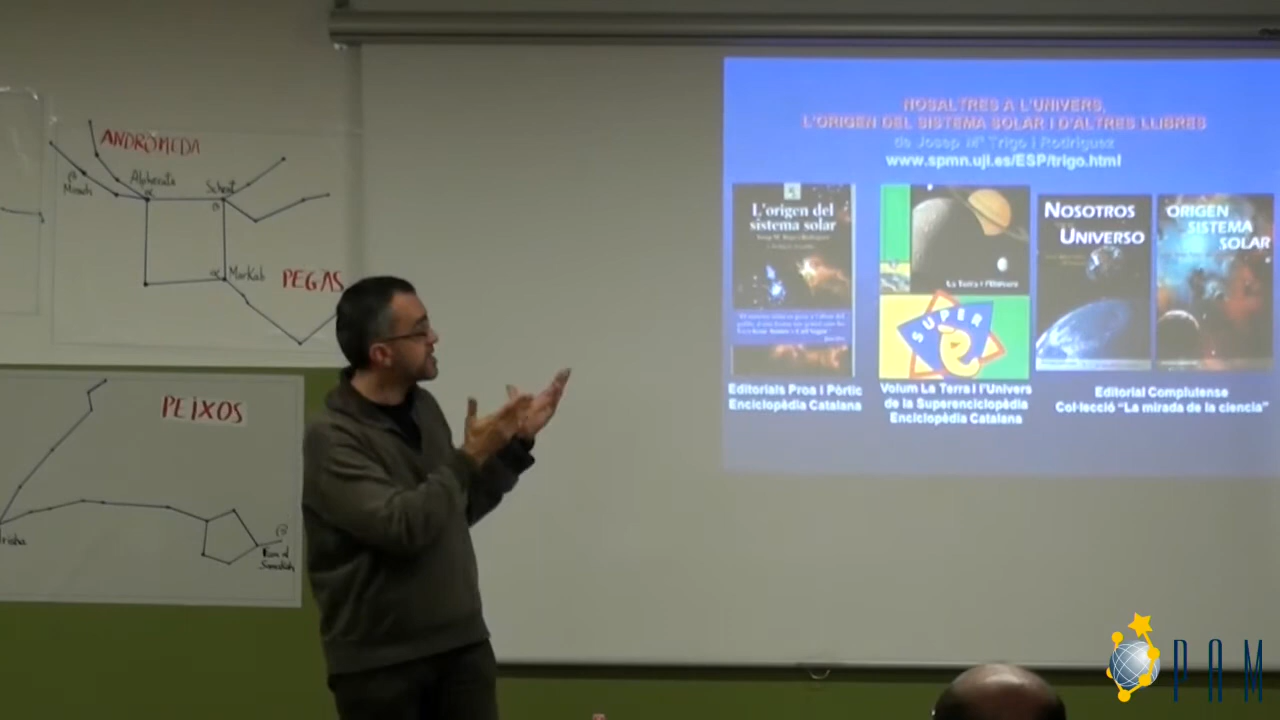 ANDRÒMEDA
β
Mirach
Alpheratz
α
Scheat
β
α
Markab
PEGAS
PEIXOS
β
NOSALTRES A L'UNIVERS,
L'ORIGEN DEL SISTEMA SOLAR I D'ALTRES LLIBRES
de Josep Mª Trigo i Rodríguez
www.spmn.uji.es/ESP/trigo.html
L'origen del
sistema solar
La Terra i l'Univers
SUPER
e
NOSOTROS
UNIVERSO
ORIGEN
SISTEMA
SOLAR
Editorials Proa i Pòrtic
Enciclopèdia Catalana
Volum La Terra i l'Univers
de la Superenciclopèdia
Enciclopèdia Catalana
Editorial Complutense
Col·lecció "La mirada de la ciencia"
PAM